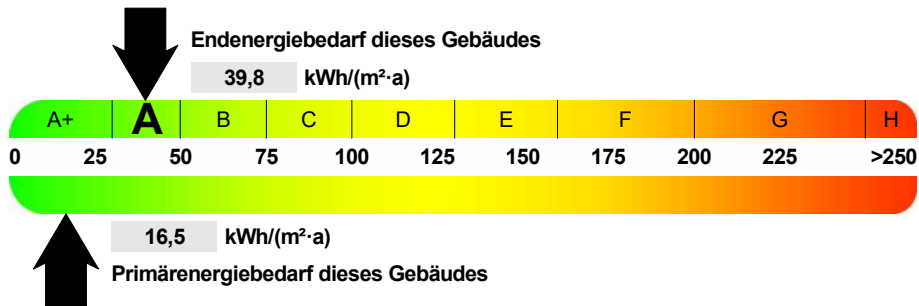 Endenergiebedarf dieses Gebäudes
39,8 kWh/(m²·a)
A+ A B C D E F G H
0 25 50 75 100 125 150 175 200 225 >250
16,5 kWh/(m²·a)
Primärenergiebedarf dieses Gebäudes